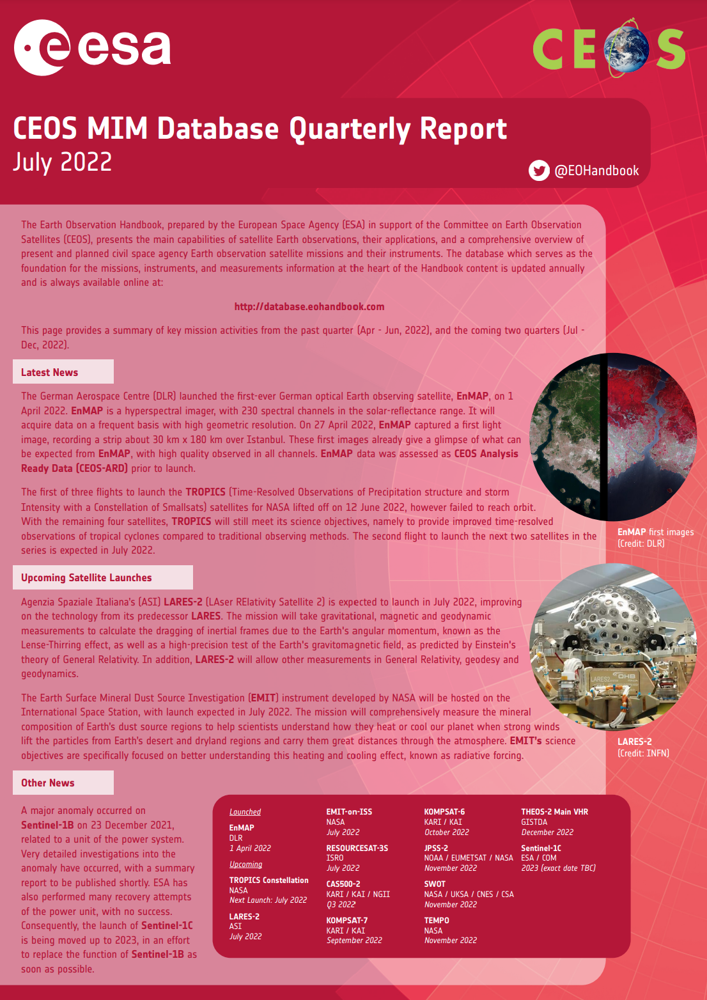 esa
CEOS
CEOS MIM Database Quarterly Report
July 2022
@EOHandbook
The Earth Observation Handbook, prepared by the European Space Agency (ESA) in support of the Committee on Earth Observation
Satellites (CEOS), presents the main capabilities of satellite Earth observations, their applications, and a comprehensive overview of
present and planned civil space agency Earth observation satellite missions and their instruments. The database which serves as the
foundation for the missions, instruments, and measurements information at the heart of the Handbook content is updated annually
and is always available online at:
http://database.eohandbook.com
This page provides a summary of key mission activities from the past quarter (Apr - Jun, 2022), and the coming two quarters (Jul -
Dec, 2022).
Latest News
The German Aerospace Centre (DLR) launched the first-ever German optical Earth observing satellite, EnMAP, on 1
April 2022. EnMAP is a hyperspectral imager, with 230 spectral channels in the solar-reflectance range. It will
acquire data on a frequent basis with high geometric resolution. On 27 April 2022, EnMAP captured a first light
image, recording a strip about 30 km x 180 km over Istanbul. These first images already give a glimpse of what can
be expected from EnMAP, with high quality observed in all channels. EnMAP data was assessed as CEOS Analysis
Ready Data (CEOS-ARD) prior to launch.
The first of three flights to launch the TROPICS (Time-Resolved Observations of Precipitation structure and storm
Intensity with a Constellation of Smallsats) satellites for NASA lifted off on 12 June 2022, however failed to reach orbit.
With the remaining four satellites, TROPICS will still meet its science objectives, namely to provide improved time-resolved
observations of tropical cyclones compared to traditional observing methods. The second flight to launch the next two satellites in the
series is expected in July 2022.
EnMAP first images
(Credit: DLR)
Upcoming Satellite Launches
Agenzia Spaziale Italiana's (ASI) LARES-2 (LAser RElativity Satellite 2) is expected to launch in July 2022, improving
on the technology from its predecessor LARES. The mission will take gravitational, magnetic and geodynamic
measurements to calculate the dragging of inertial frames due to the Earth's angular momentum, known as the
Lense-Thirring effect, as well as a high-precision test of the Earth's gravitomagnetic field, as predicted by Einstein's
theory of General Relativity. In addition, LARES-2 will allow other measurements in General Relativity, geodesy and
geodynamics.
The Earth Surface Mineral Dust Source Investigation (EMIT) instrument developed by NASA will be hosted on the
International Space Station, with launch expected in July 2022. The mission will comprehensively measure the mineral
composition of Earth's dust source regions to help scientists understand how they heat or cool our planet when strong winds
lift the particles from Earth's desert and dryland regions and carry them great distances through the atmosphere. EMIT's science
objectives are specifically focused on better understanding this heating and cooling effect, known as radiative forcing.
LARES2
OHB
LARES-2
(Credit: INFN)
Other News
A major anomaly occurred on
Sentinel-1B on 23 December 2021,
related to a unit of the power system.
Very detailed investigations into the
anomaly have occurred, with a summary
report to be published shortly. ESA has
also performed many recovery attempts
of the power unit, with no success.
Consequently, the launch of Sentinel-1C
is being moved up to 2023, in an effort
to replace the function of Sentinel-1B as
soon as possible.
Launched
EnMAP
DLR
1 April 2022
Upcoming
TROPICS Constellation
NASA
Next Launch: July 2022
LARES-2
ASI
July 2022
EMIT-on-ISS
NASA
July 2022
RESOURCESAT-3S
ISRO
July 2022
CAS500-2
KARI / KAI / NGII
Q3 2022
KOMPSAT-7
KARI / KAI
September 2022
KOMPSAT-6
KARI / KAI
October 2022
JPSS-2
NOAA / EUMETSAT / NASA
November 2022
SWOT
NASA / UKSA / CNES / CSA
November 2022
TEMPO
NASA
November 2022
THEOS-2 Main VHR
GISTDA
December 2022
Sentinel-1C
ESA / COM
2023 (exact date TBC)